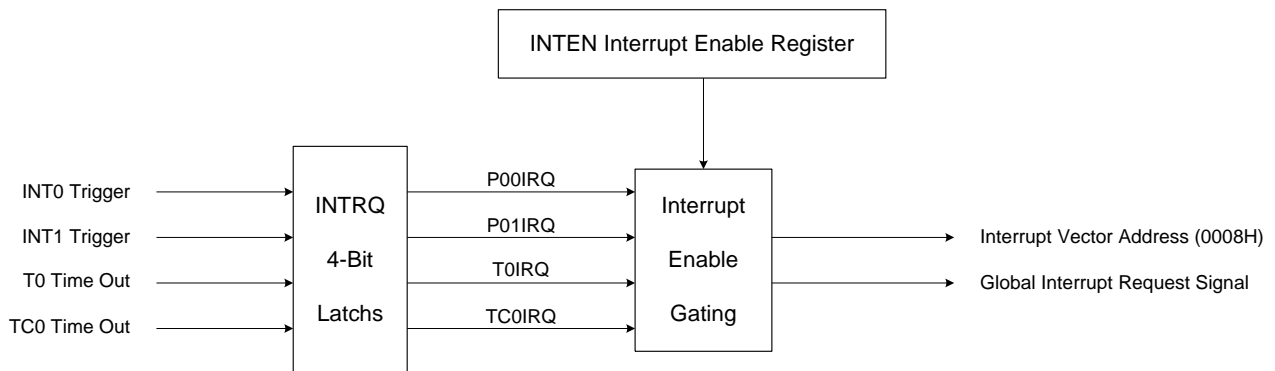 INTEN Interrupt Enable Register
INT0 Trigger
INT1 Trigger
T0 Time Out
TC0 Time Out
INTRQ
4-Bit
Latchs
P00IRQ
P01IRQ
T0IRQ
TC0IRQ
Interrupt
Enable
Gating
Interrupt Vector Address (0008H)
Global Interrupt Request Signal